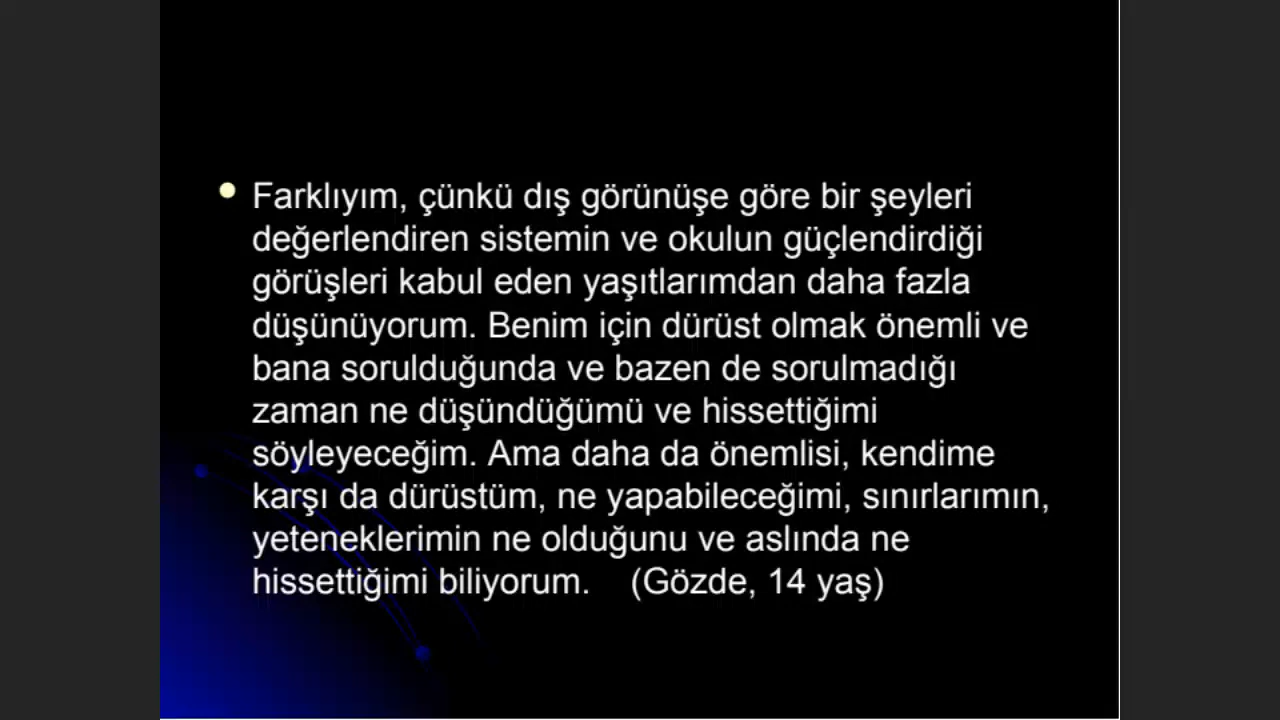 Farklıyım, çünkü dış görünüşe göre bir şeyleri
değerlendiren sistemin ve okulun güçlendirdiği
görüşleri kabul eden yaşıtlarımdan daha fazla
düşünüyorum. Benim için dürüst olmak önemli ve
bana sorulduğunda ve bazen de sorulmadığı
zaman ne düşündüğümü ve hissettiğimi
söyleyeceğim. Ama daha da önemlisi, kendime
karşı da dürüstüm, ne yapabileceğimi, sınırlarımın,
yeteneklerimin ne olduğunu ve aslında ne
hissettiğimi biliyorum. (Gözde, 14 yaş)